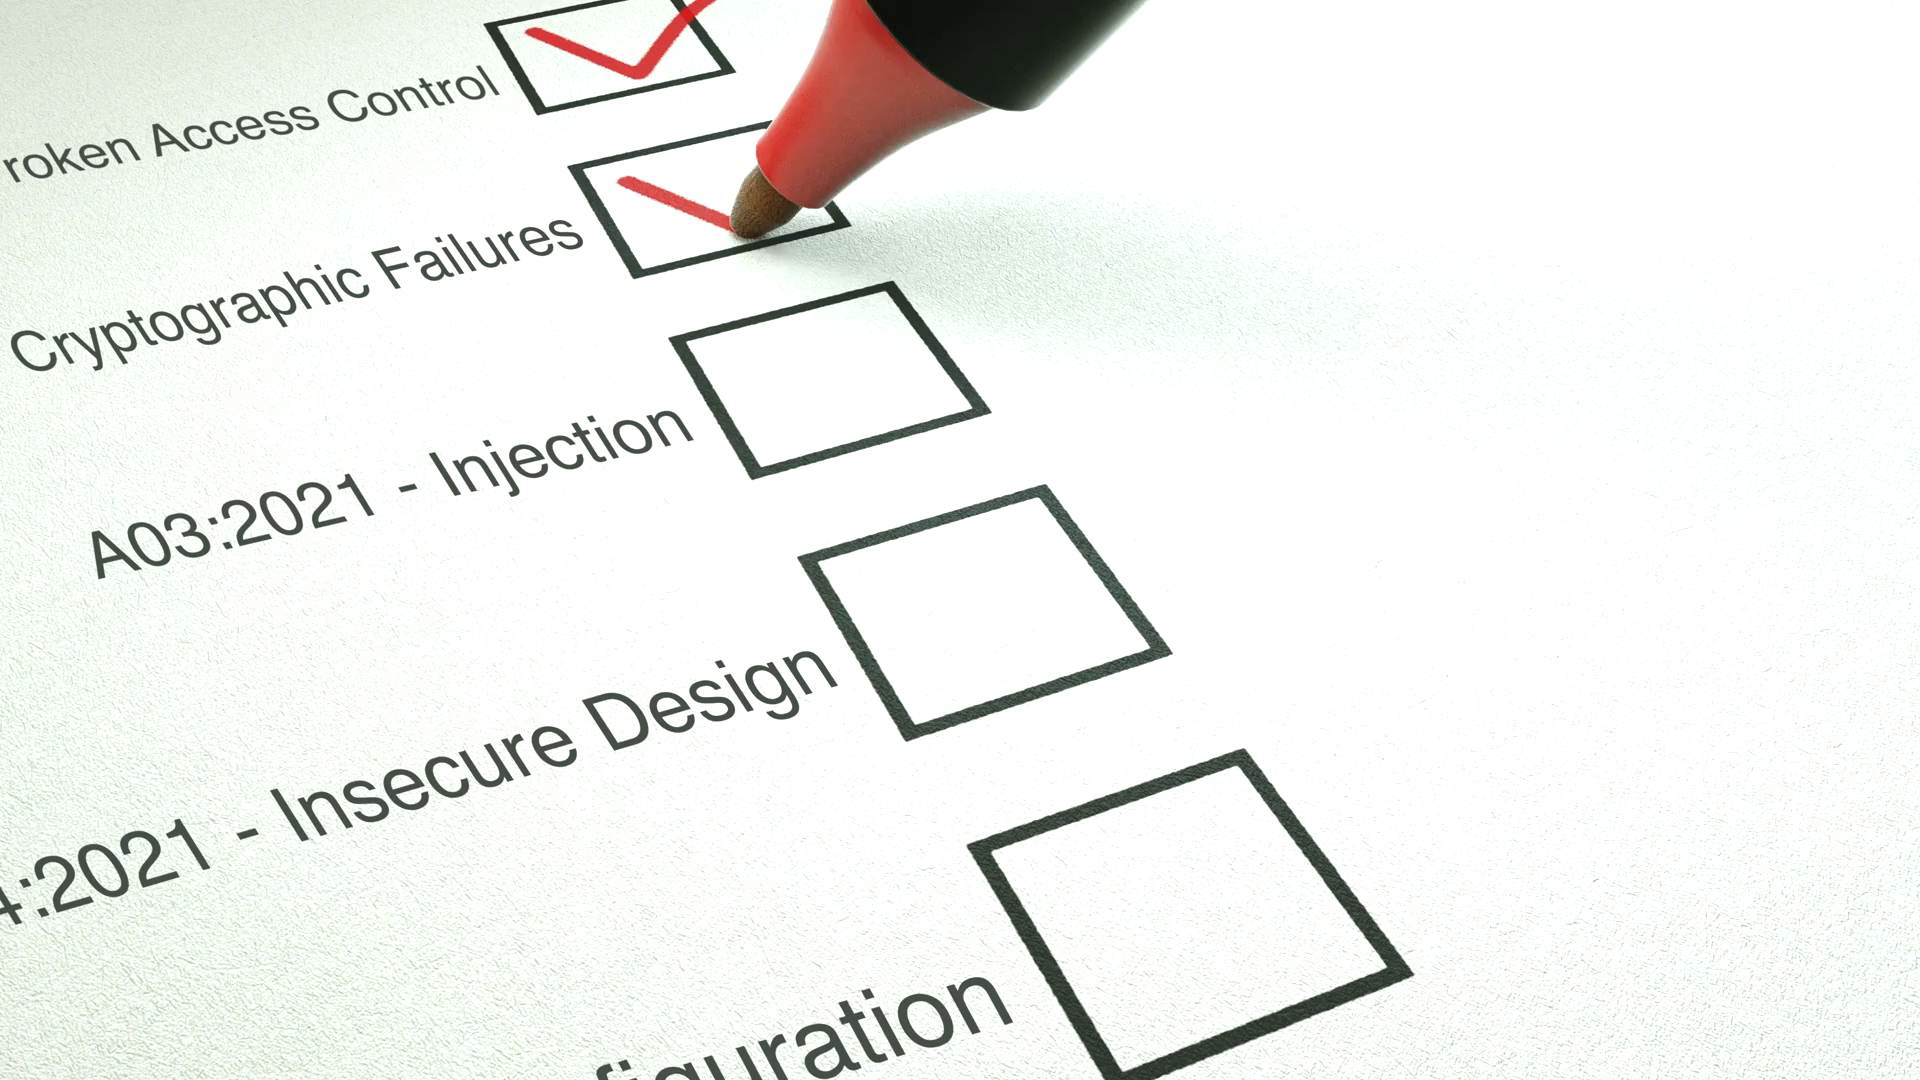 roken Access Control
Cryptographic Failures
A03:2021 - Injection
4:2021 - Insecure Design
figuration